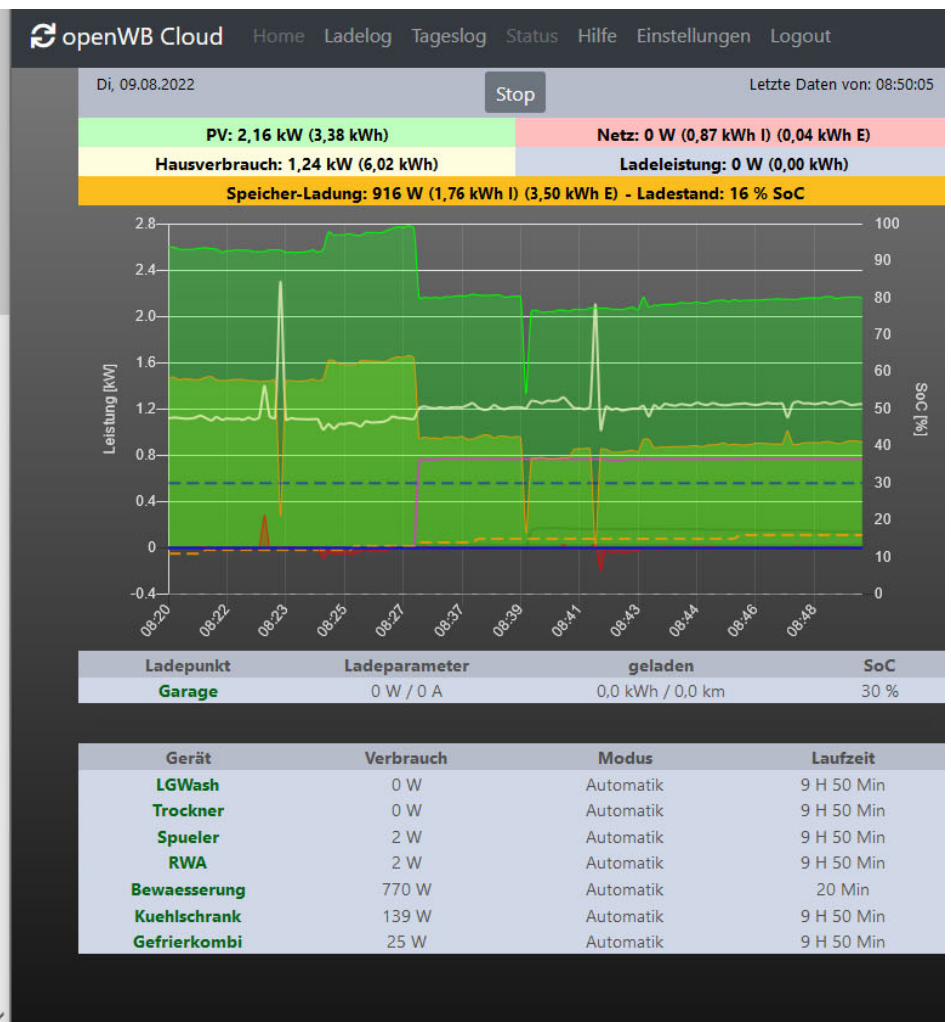 openWB Cloud Home Ladelog Tageslog Status Hilfe Einstellungen Logout
Di, 09.08.2022 Stop Letzte Daten von: 08:50:05
PV: 2,16 kW (3,38 kWh) Netz: 0 W (0,87 kWh I) (0,04 kWh E)
Hausverbrauch: 1,24 kW (6,02 kWh) Ladeleistung: 0 W (0,00 kWh)
Speicher-Ladung: 916 W (1,76 kWh I) (3,50 kWh E) - Ladestand: 16 % SoC
Leistung [kW]
2.8
2.4
2.0
1.6
1.2
0.8
0.4
0
-0.4
100
90
80
70
60
50
40
30
20
10
0
SoC [%]
08:20 08:22 08:23 08:25 08:27 08:37 08:39 08:41 08:43 08:44 08:46 08:48
Ladepunkt Ladeparameter geladen SoC
Garage 0 W / 0 A 0,0 kWh / 0,0 km 30 %
Gerät Verbrauch Modus Laufzeit
LGWash 0 W Automatik 9 H 50 Min
Trockner 0 W Automatik 9 H 50 Min
Spueler 2 W Automatik 9 H 50 Min
RWA 2 W Automatik 9 H 50 Min
Bewaesserung 770 W Automatik 20 Min
Kuehlschrank 139 W Automatik 9 H 50 Min
Gefrierkombi 25 W Automatik 9 H 50 Min